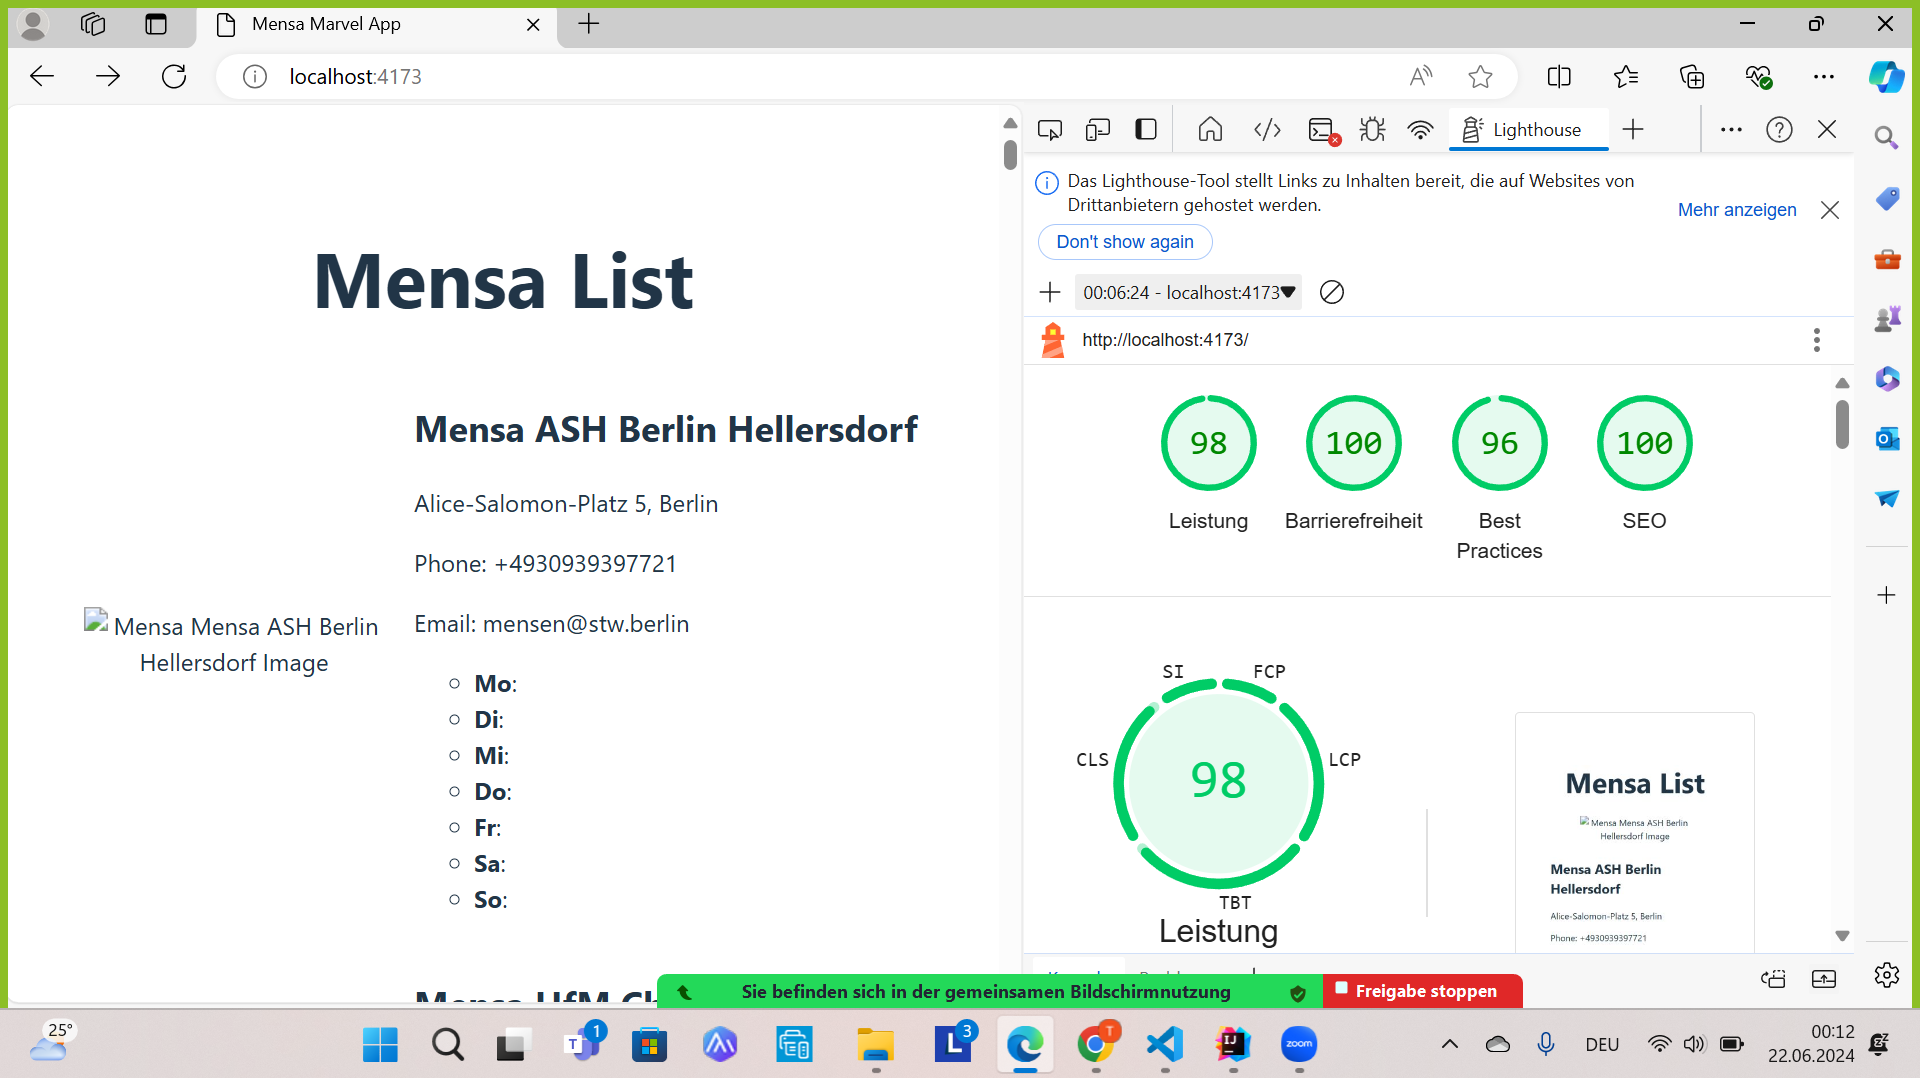 Mensa Marvel App
localhost:4173
Lighthouse
Das Lighthouse-Tool stellt Links zu Inhalten bereit, die auf Websites von
Drittanbietern gehostet werden.
Mehr anzeigen
Don't show again
00:06:24 - localhost:4173
http://localhost:4173/
98
100
96
100
Leistung
Barrierefreiheit
Best
Practices
SEO
SI
FCP
CLS
LCP
98
TBT
Leistung
Mensa List
Mensa Mensa ASH Berlin
Hellersdorf Image
Mensa ASH Berlin
Hellersdorf
Alice-Salomon-Platz 5, Berlin
Phone: +4930939397721
Mensa List
Mensa ASH Berlin Hellersdorf
Alice-Salomon-Platz 5, Berlin
Phone: +4930939397721
Email: mensen@stw.berlin
Mensa Mensa ASH Berlin
Hellersdorf Image
Mo:
Di:
Mi:
Do:
Fr:
Sa:
So:
Sie befinden sich in der gemeinsamen Bildschirmnutzung
Freigabe stoppen
25°
1
3
T
zoom
DEU
00:12
22.06.2024